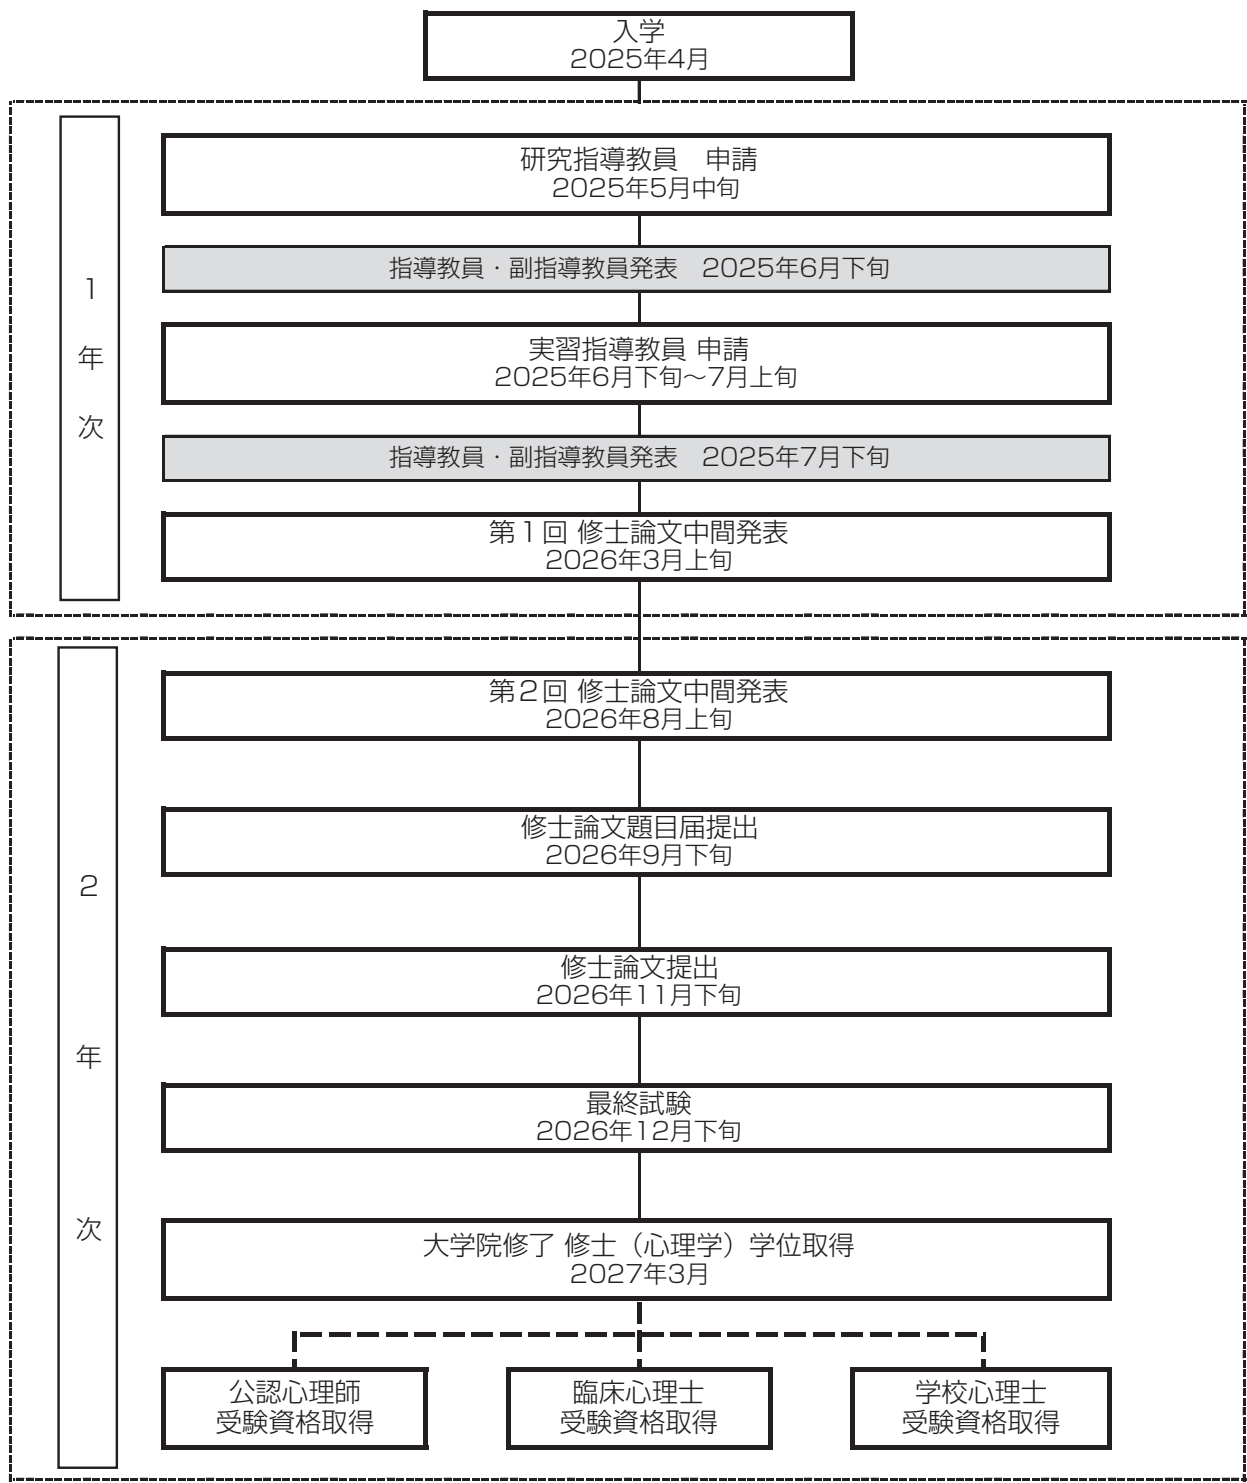 入学
2025年4月
1年次
研究指導教員　申請
2025年5月中旬
指導教員・副指導教員発表　2025年6月下旬
実習指導教員 申請
2025年6月下旬～7月上旬
指導教員・副指導教員発表　2025年7月下旬
第1回 修士論文中間発表
2026年3月上旬
2年次
第2回 修士論文中間発表
2026年8月上旬
修士論文題目届提出
2026年9月下旬
修士論文提出
2026年11月下旬
最終試験
2026年12月下旬
大学院修了 修士（心理学）学位取得
2027年3月
公認心理師
受験資格取得
臨床心理士
受験資格取得
学校心理士
受験資格取得